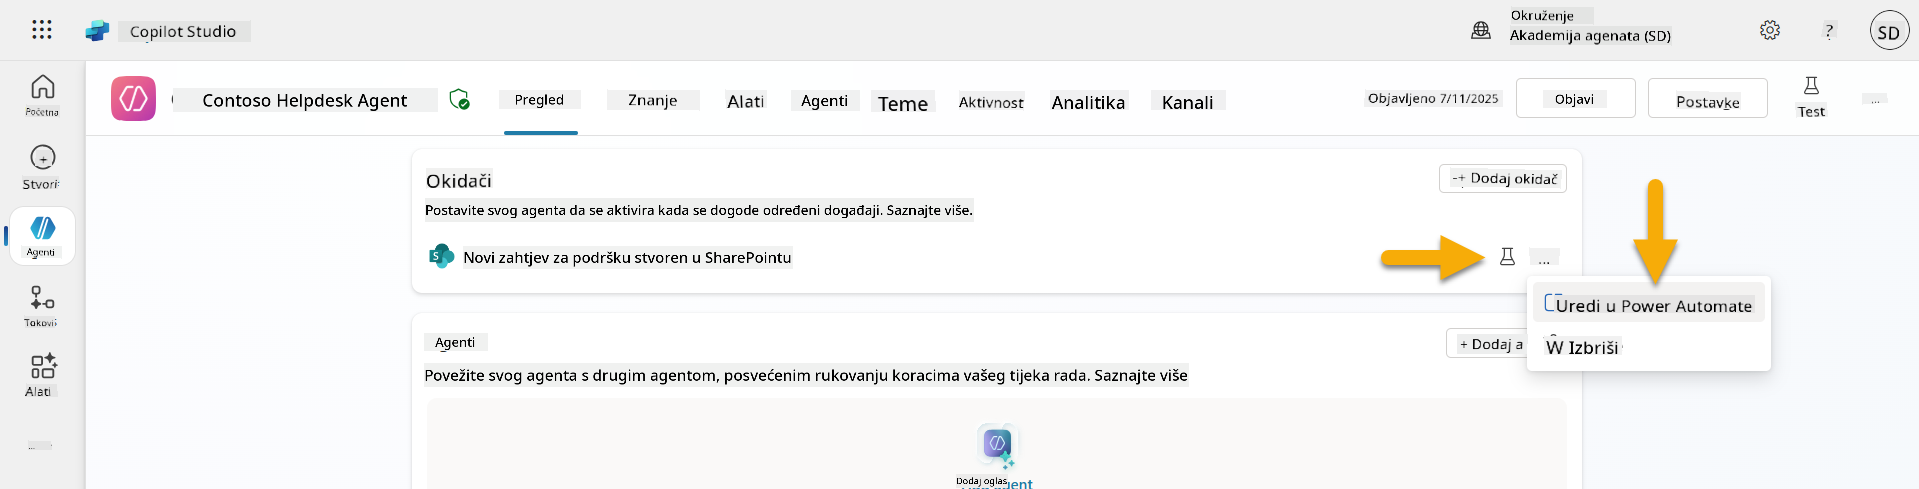 Copilot Studio
Okruženje
Akademija agenata (SD)
?
SD
Početna
Stvori
Agenti
Tokovi
Alati
...
Contoso Helpdesk Agent
Pregled
Znanje
Alati
Agenti
Teme
Aktivnost
Analitika
Kanali
Objavljeno 7/11/2025
Objavi
Postavke
Test
...
Okidači
+ Dodaj okidač
Postavite svog agenta da se aktivira kada se dogode određeni događaji. Saznajte više.
S
Novi zahtjev za podršku stvoren u SharePointu
...
Uredi u Power Automate
W Izbriši
Agenti
+ Dodaj a
Povežite svog agenta s drugim agentom, posvećenim rukovanju koracima vašeg tijeka rada. Saznajte više
Dodaj oglas